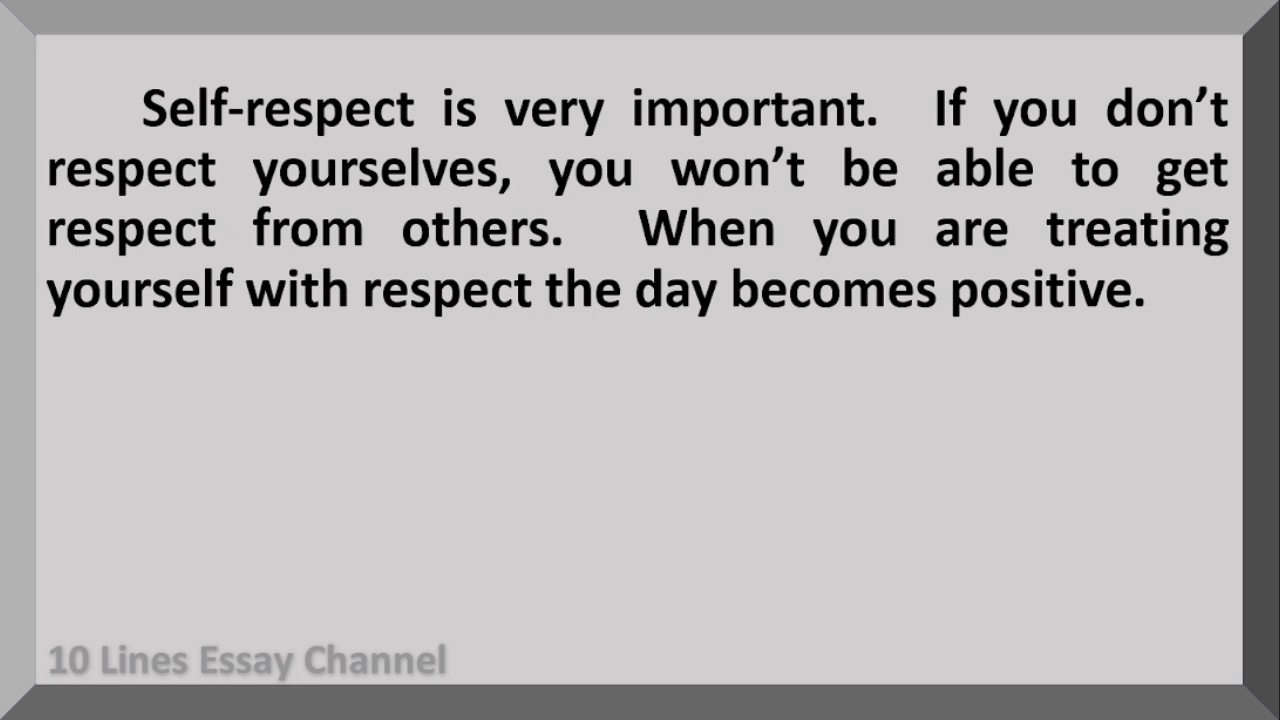 Self-respect is very important. If you don’t
respect yourselves, you won’t be able to get
respect from others. When you are treating
yourself with respect the day becomes positive.
10 Lines Essay Channel